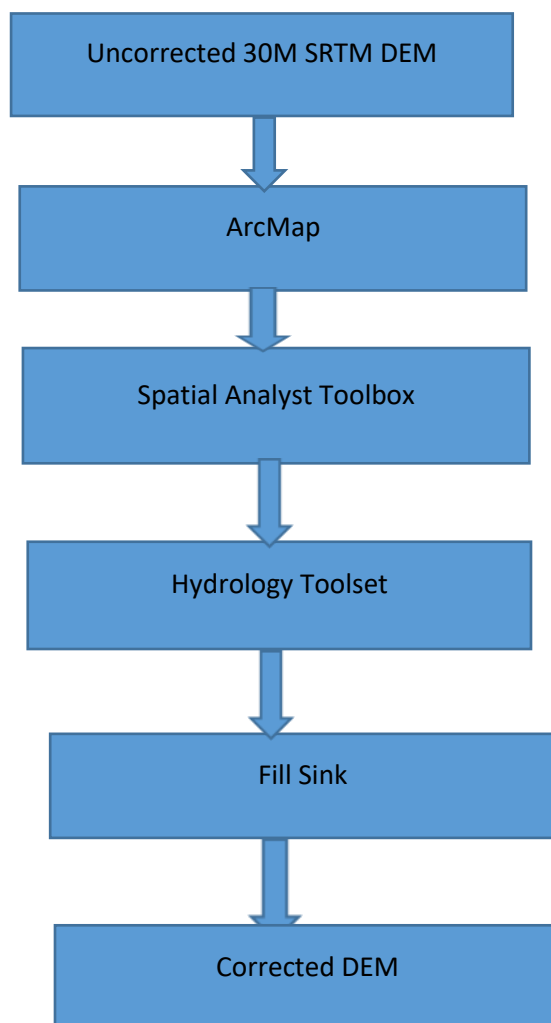 Uncorrected 30M SRTM DEM
ArcMap
Spatial Analyst Toolbox
Hydrology Toolset
Fill Sink
Corrected DEM